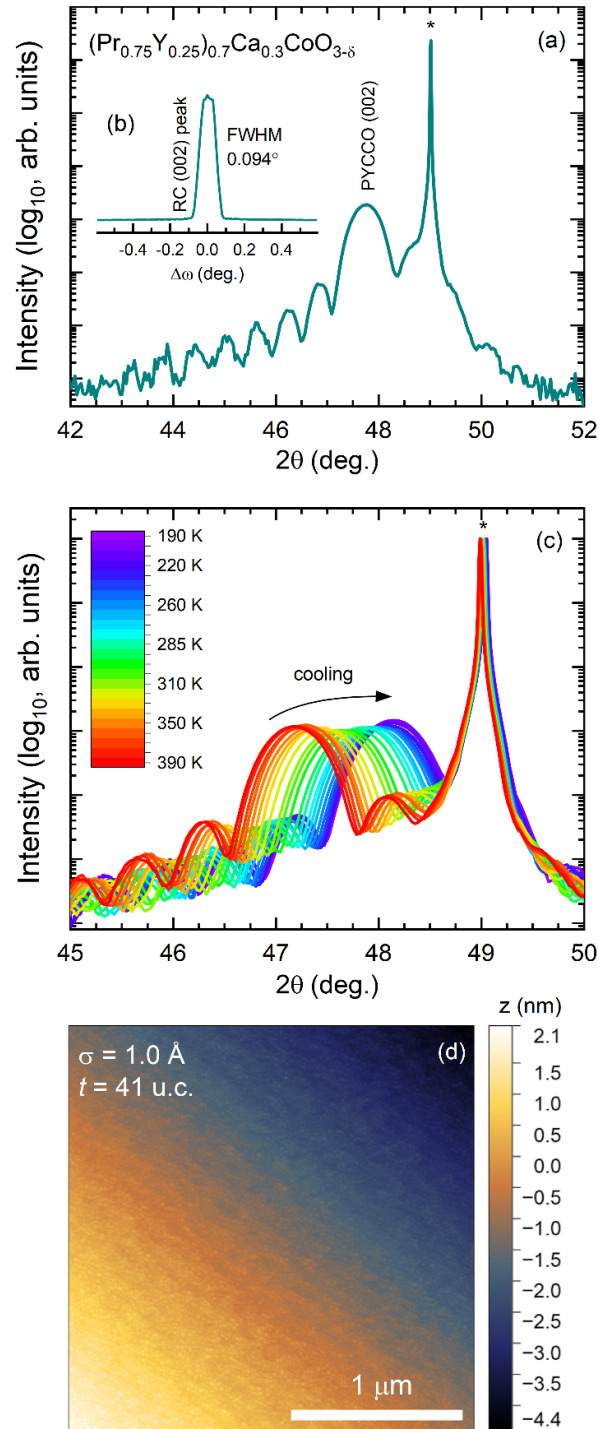 (Pr0.75Y0.25)0.7Ca0.3CoO3-δ
*
(a)
(b)
RC (002) peak
FWHM
0.094°
PYCCO (002)
-0.4 -0.2 0.0 0.2 0.4
Δω (deg.)
Intensity (log10, arb. units)
42 44 46 48 50 52
2θ (deg.)
*
(c)
190 K
220 K
260 K
285 K
310 K
350 K
390 K
cooling
Intensity (log10, arb. units)
45 46 47 48 49 50
2θ (deg.)
z (nm)
σ = 1.0 Å
(d)
t = 41 u.c.
2.1
1.5
1.0
0.5
0.0
−0.5
−1.0
−1.5
−2.0
−2.5
−3.0
−3.5
−4.4
1 μm